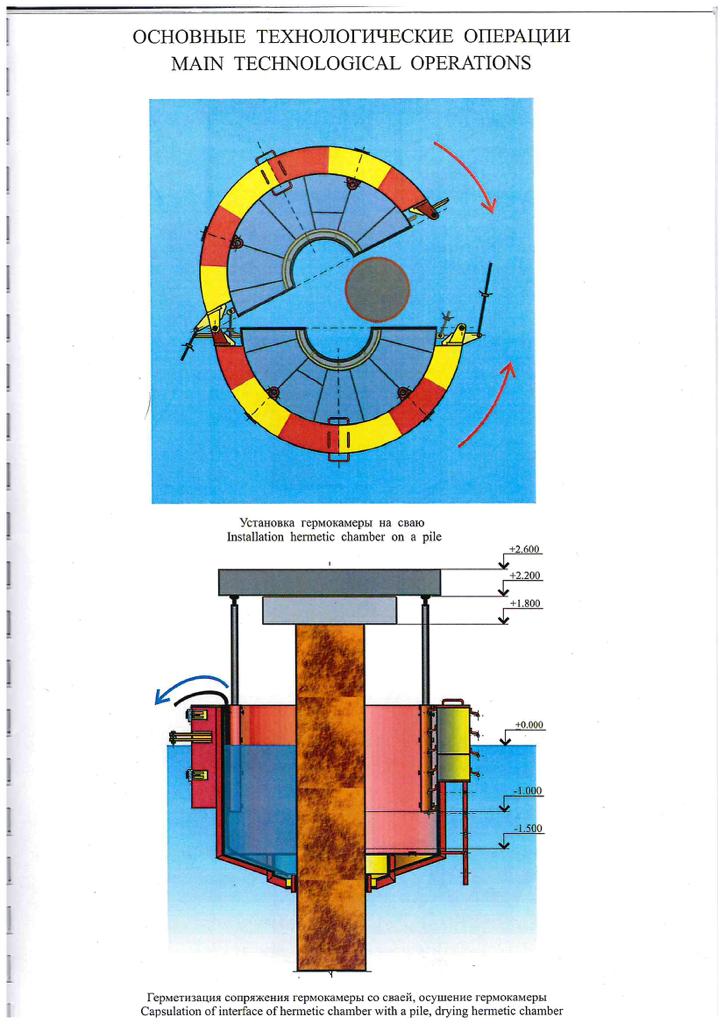 ОСНОВНЫЕ ТЕХНОЛОГИЧЕСКИЕ ОПЕРАЦИИ
MAIN TECHNOLOGICAL OPERATIONS
Установка гермокамеры на сваю
Installation hermetic chamber on a pile
+2.600
+2.200
+1.800
+0.000
-1.000
-1.500
Герметизация сопряжения гермокамеры со сваей, осушение гермокамеры
Capsulation of interface of hermetic chamber with a pile, drying hermetic chamber